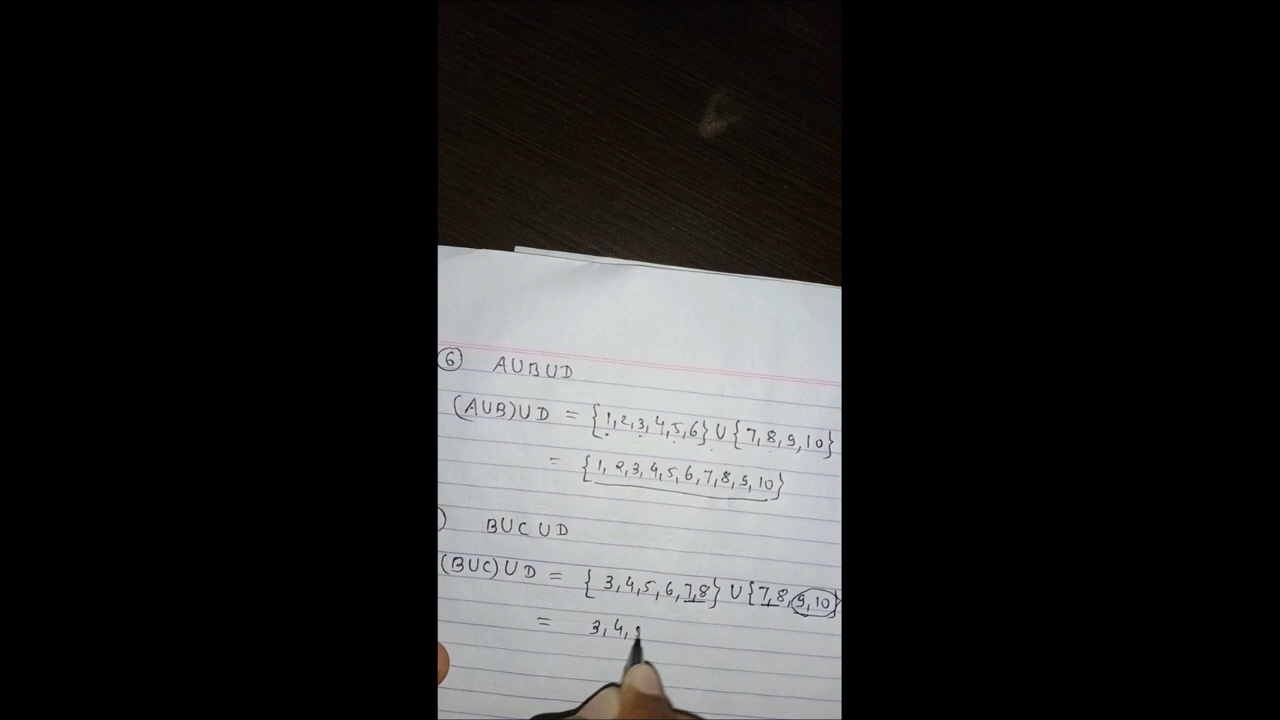 6 AUBUD
(AUB)UD = {1,2,3,4,5,6} U {7,8,9,10}
= {1, 2, 3, 4, 5, 6, 7, 8, 9, 10}
) BUCUD
(BUC)UD = {3,4,5,6,7,8} U {7,8,9,10}
= 3,4,